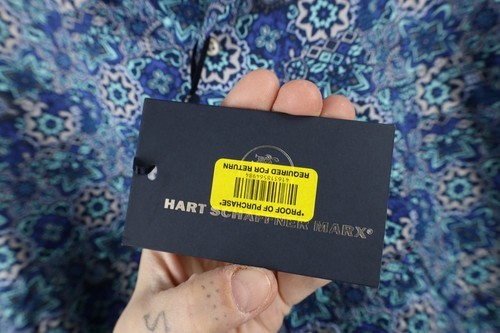 HART SCHAFFNER MARX®
*PROOF OF PURCHASE*
REQUIRED FOR RETURN